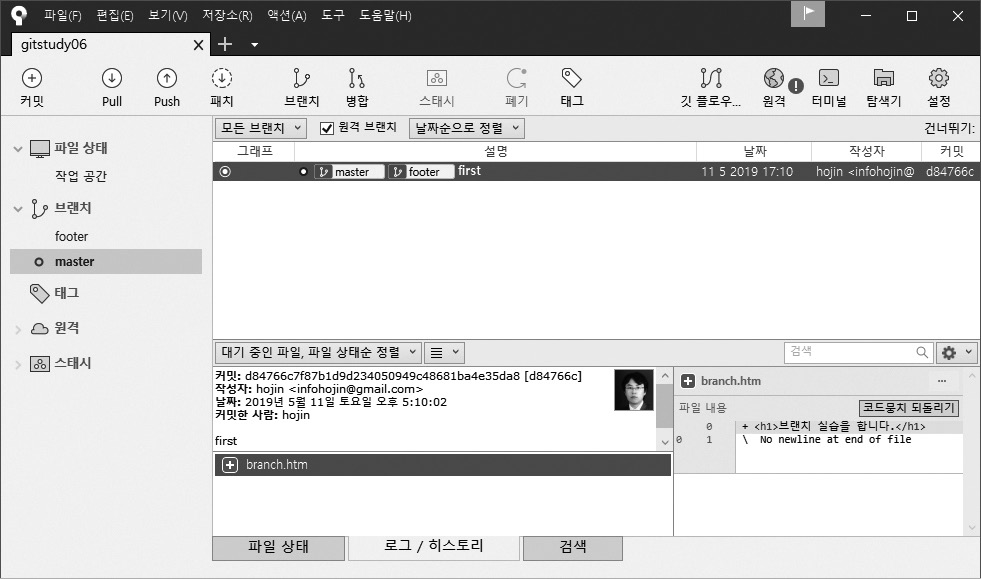 파일(F) 편집(E) 보기(V) 저장소(R) 액션(A) 도구 도움말(H)
gitstudy06
커밋 Pull Push 패치 브랜치 병합 스태시 폐기 태그 깃 플로우... 원격 터미널 탐색기 설정
파일 상태
작업 공간
브랜치
footer
master
태그
원격
스태시
모든 브랜치 원격 브랜치 날짜순으로 정렬 건너뛰기:
그래프 설명 날짜 작성자 커밋
master footer first 11 5 2019 17:10 hojin <infohojin@ d84766c
대기 중인 파일, 파일 상태순 정렬 검색
커밋: d84766c7f87b1d9d234050949c48681ba4e35da8 [d84766c]
작성자: hojin <infohojin@gmail.com>
날짜: 2019년 5월 11일 토요일 오후 5:10:02
커밋한 사람: hojin
first
branch.htm
branch.htm ...
파일 내용 코드뭉치 되돌리기
0 + <h1>브랜치 실습을 합니다.</h1>
0 1 \ No newline at end of file
파일 상태 로그 / 히스토리 검색